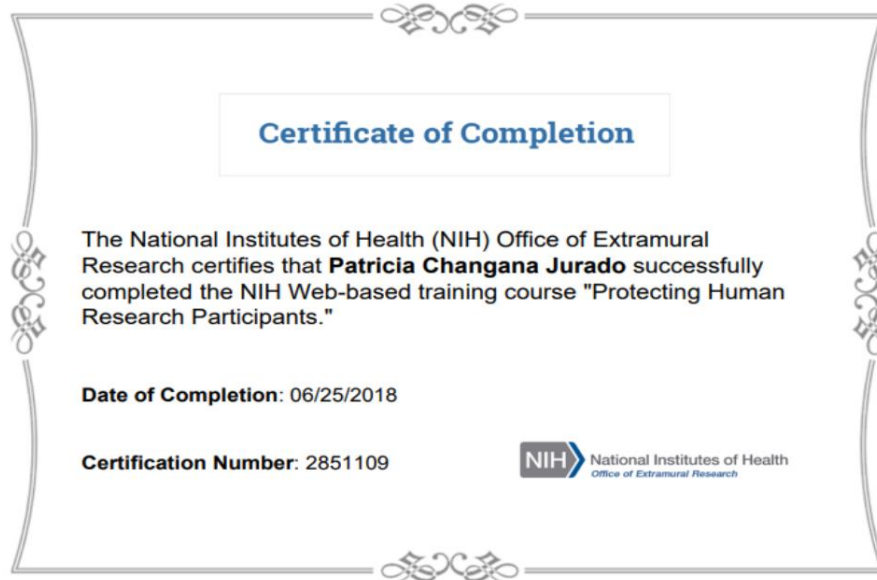 Certificate of Completion
The National Institutes of Health (NIH) Office of Extramural
Research certifies that Patricia Changana Jurado successfully
completed the NIH Web-based training course "Protecting Human
Research Participants."
Date of Completion: 06/25/2018
Certification Number: 2851109
NIH National Institutes of Health
Office of Extramural Research